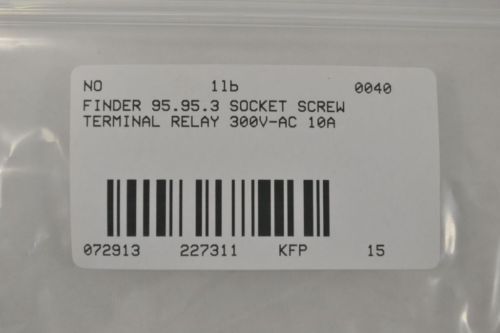 NO 1lb 0040
FINDER 95.95.3 SOCKET SCREW
TERMINAL RELAY 300V-AC 10A
072913 227311 KFP 15